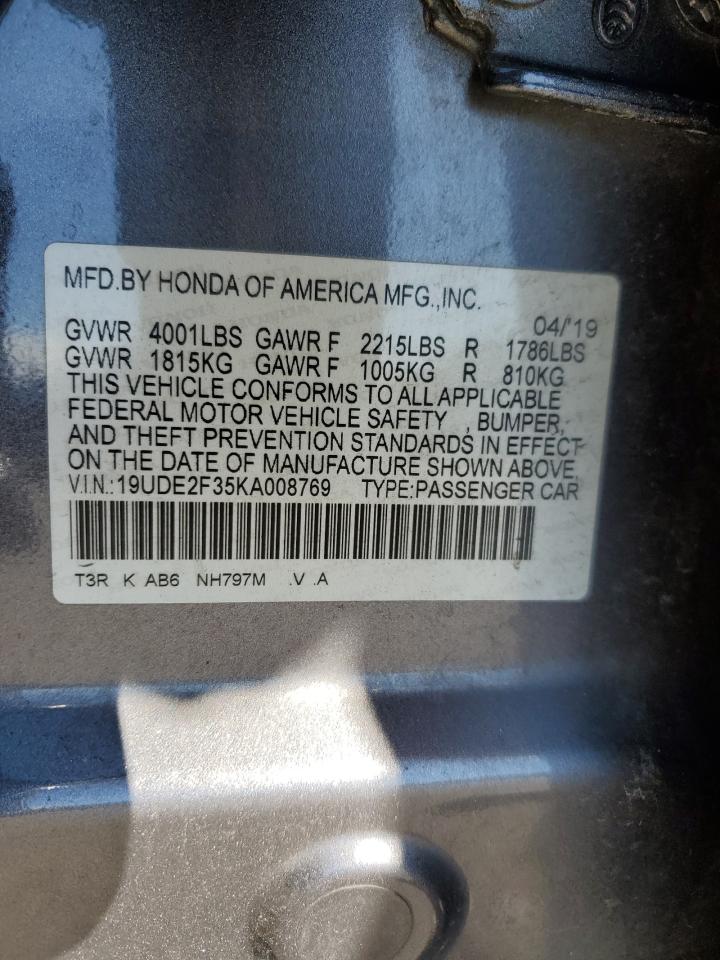 MFD.BY HONDA OF AMERICA MFG.,INC.
04/'19
GVWR 4001LBS GAWR F 2215LBS R 1786LBS
GVWR 1815KG GAWR F 1005KG R 810KG
THIS VEHICLE CONFORMS TO ALL APPLICABLE
FEDERAL MOTOR VEHICLE SAFETY , BUMPER,
AND THEFT PREVENTION STANDARDS IN EFFECT
ON THE DATE OF MANUFACTURE SHOWN ABOVE.
V.I.N.:19UDE2F35KA008769 TYPE:PASSENGER CAR
T3R K AB6 NH797M .V .A